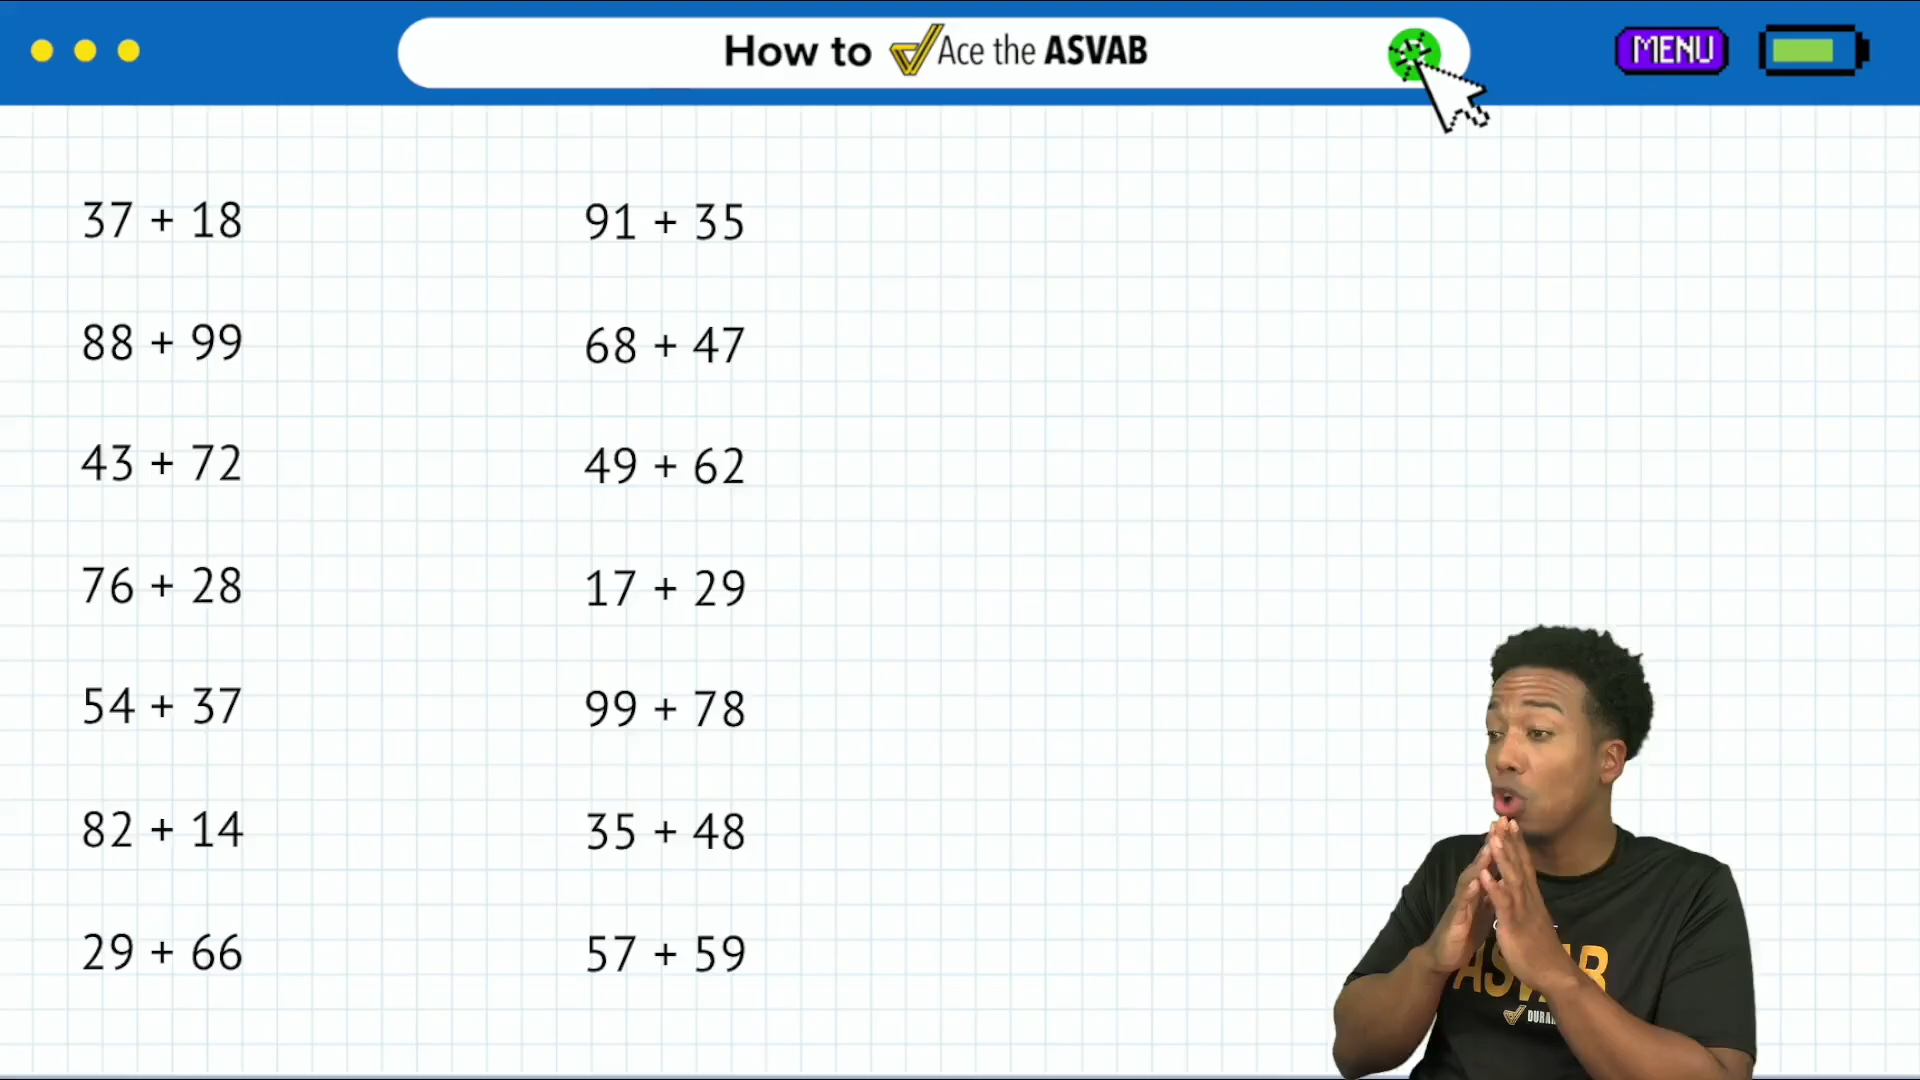 How to Ace the ASVAB
MENU
37 + 18
88 + 99
43 + 72
76 + 28
54 + 37
82 + 14
29 + 66
91 + 35
68 + 47
49 + 62
17 + 29
99 + 78
35 + 48
57 + 59